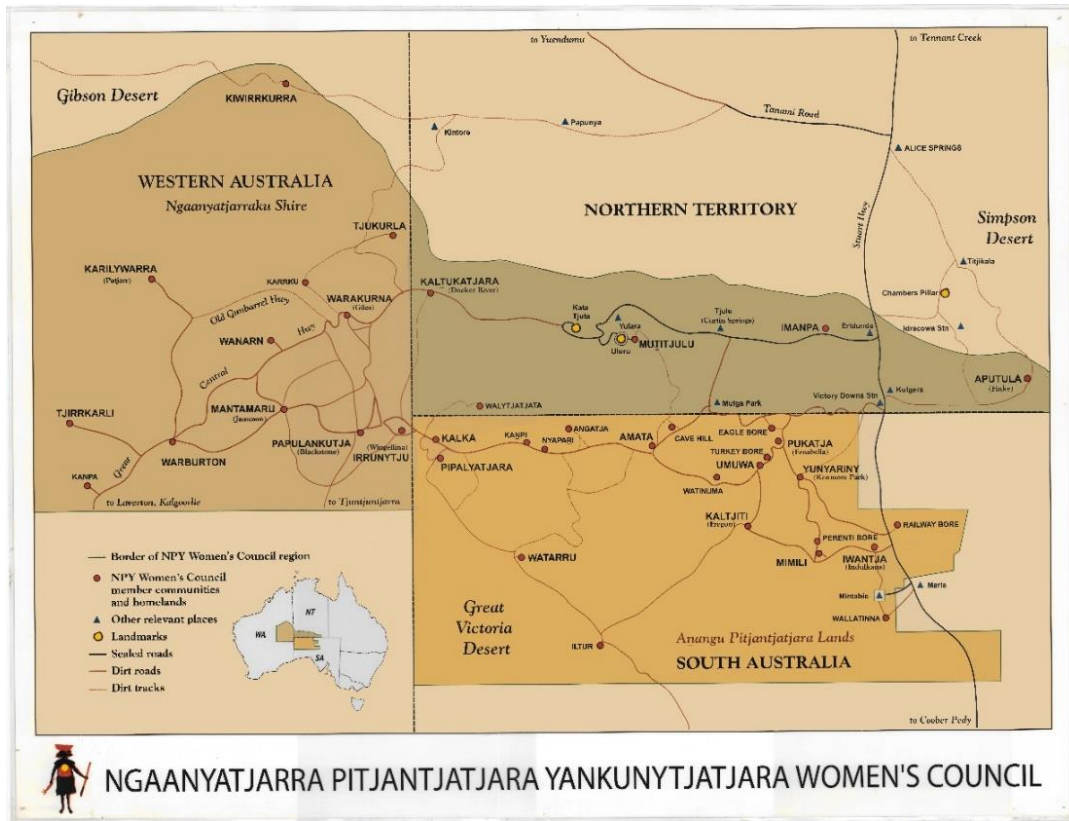 to Yuendumu
to Tennant Creek
Gibson Desert
KIWIRRKURRA
Kintore
Papunya
Tanami Road
ALICE SPRINGS
WESTERN AUSTRALIA
Ngaanyatjarraku Shire
NORTHERN TERRITORY
Stuart Hwy
Simpson
Desert
TJUKURLA
KARILYWARRA
(Patjarr)
KARRKU
KALTUKATJARA
(Docker River)
Titjikala
Chambers Pillar
Old Gunbarrel Hwy
WARAKURNA
(Giles)
Kata
Tjuta
Yulara
Uluru
MUTITJULU
(Curtin Springs)
IMANPA
Erldunda
Idracowa Stn
WANARN
Central
Hwy
APUTULA
(Finke)
TJIRRKARLI
MANTAMARU
(Jameson)
WALYTJATJATA
Mulga Park
Victory Downs Stn
Kulgera
PAPULANKUTJA
(Blackstone)
(Wingellina)
IRRUNYTJU
KALKA
KANPI
ANGATJA
NYAPARI
AMATA
CAVE HILL
EAGLE BORE
PUKATJA
(Ernabella)
WARBURTON
Great
KANPA
PIPALYATJARA
TURKEY BORE
UMUWA
WATINUMA
YUNYARINY
(Kenmore Park)
to Laverton, Kalgoorlie
to Tjuntjuntjarra
KALTJITI
(Fregon)
RAILWAY BORE
PERENTI BORE
MIMILI
IWANTJA
(Indulkana)
WATARRU
Marla
Mintabie
WALLATINNA
Great
Victoria
Desert
ILTUR
Anangu Pitjantjatjara Lands
SOUTH AUSTRALIA
to Coober Pedy
Border of NPY Women's Council region
NPY Women's Council
member communities
and homelands
Other relevant places
Landmarks
Sealed roads
Dirt roads
Dirt tracks
NT
WA
SA
NGAANYATJARRA PITJANTJATJARA YANKUNYTJATJARA WOMEN'S COUNCIL